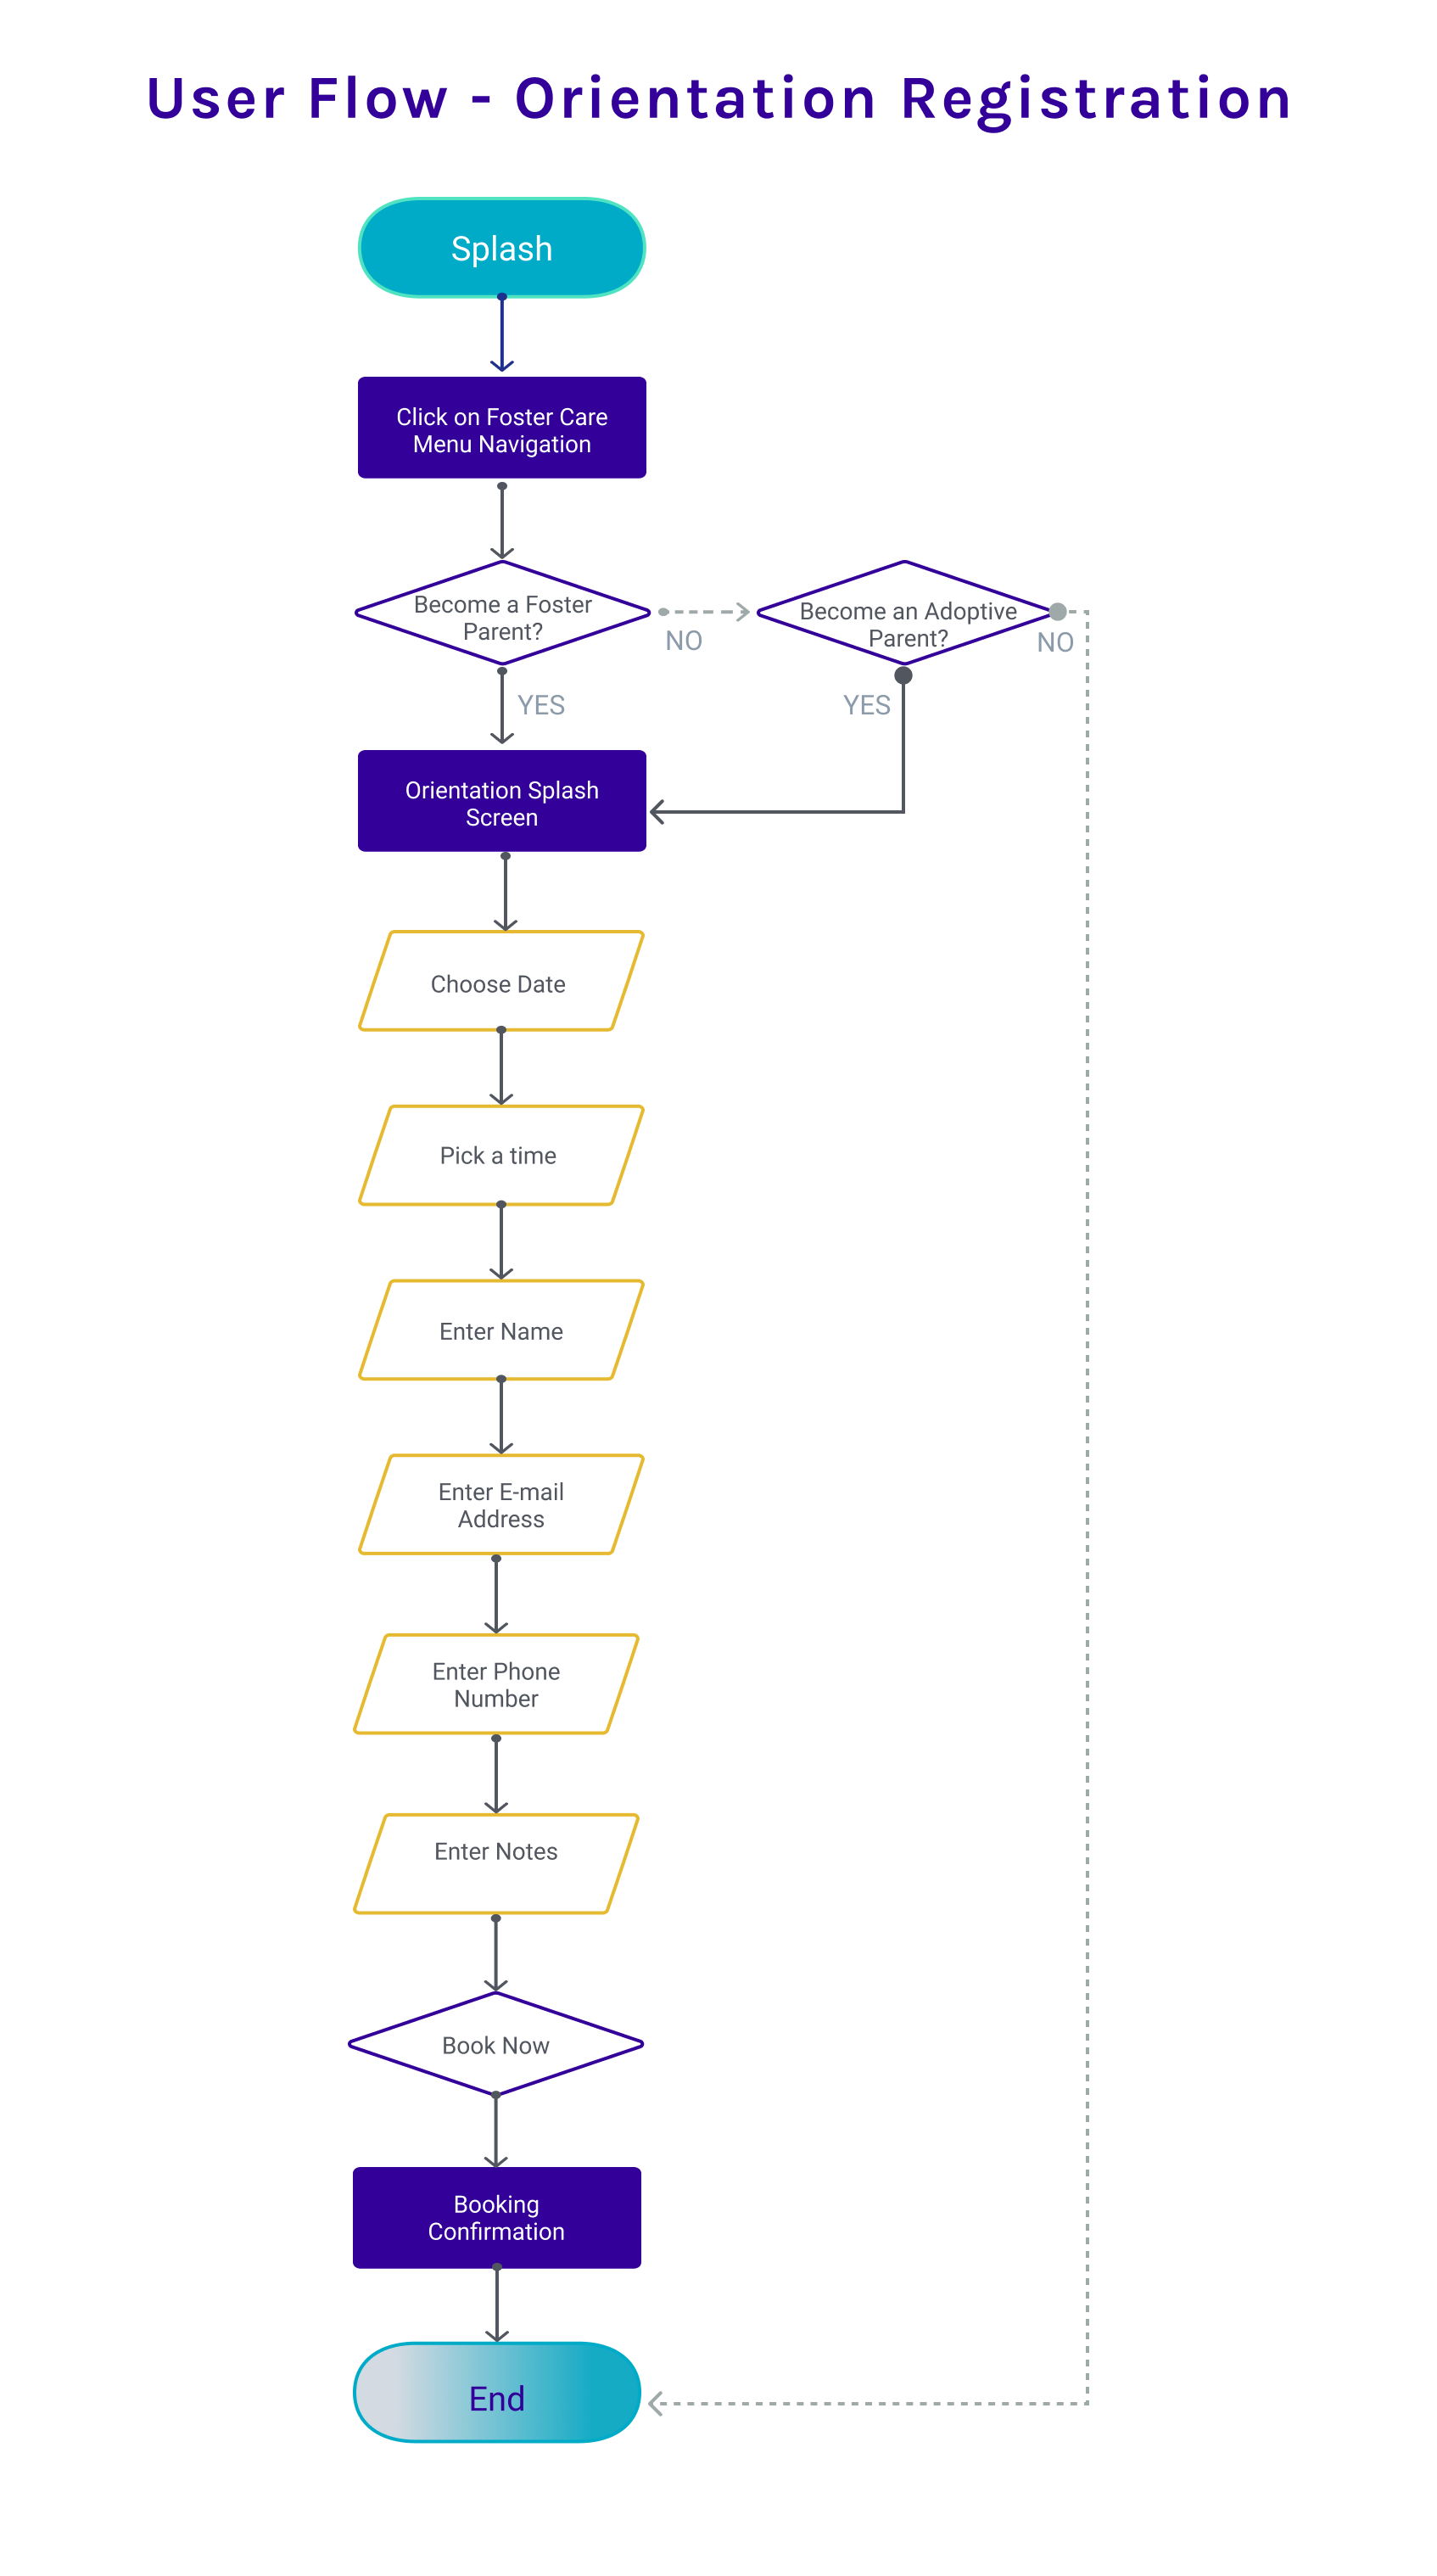 User Flow - Orientation Registration
Splash
Click on Foster Care
Menu Navigation
Become a Foster
Parent?
NO
Become an Adoptive
Parent?
NO
YES
YES
Orientation Splash
Screen
Choose Date
Pick a time
Enter Name
Enter E-mail
Address
Enter Phone
Number
Enter Notes
Book Now
Booking
Confirmation
End